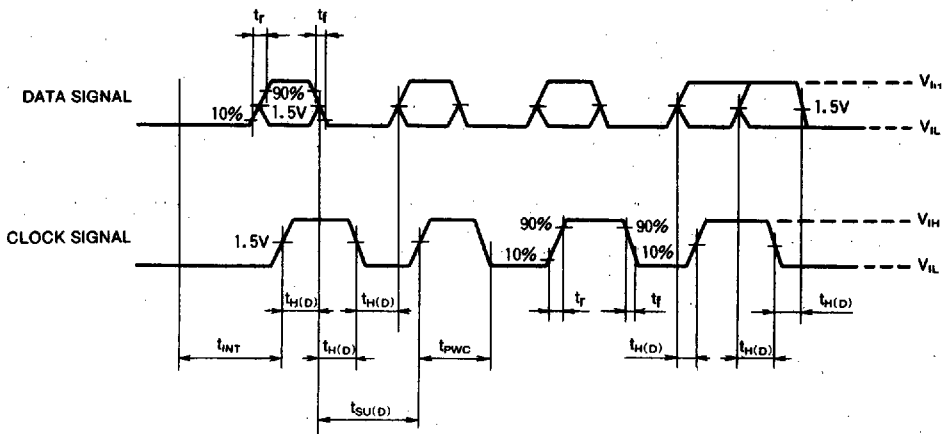 tr tf
DATA SIGNAL
90%
10% 1.5V
1.5V
VIH
VIL
CLOCK SIGNAL
1.5V
90% 90%
10% 10%
VIH
VIL
tH(D) tH(D) tr tf tH(D)
tINT tH(D) tPWC tH(D) tH(D)
tSU(D)